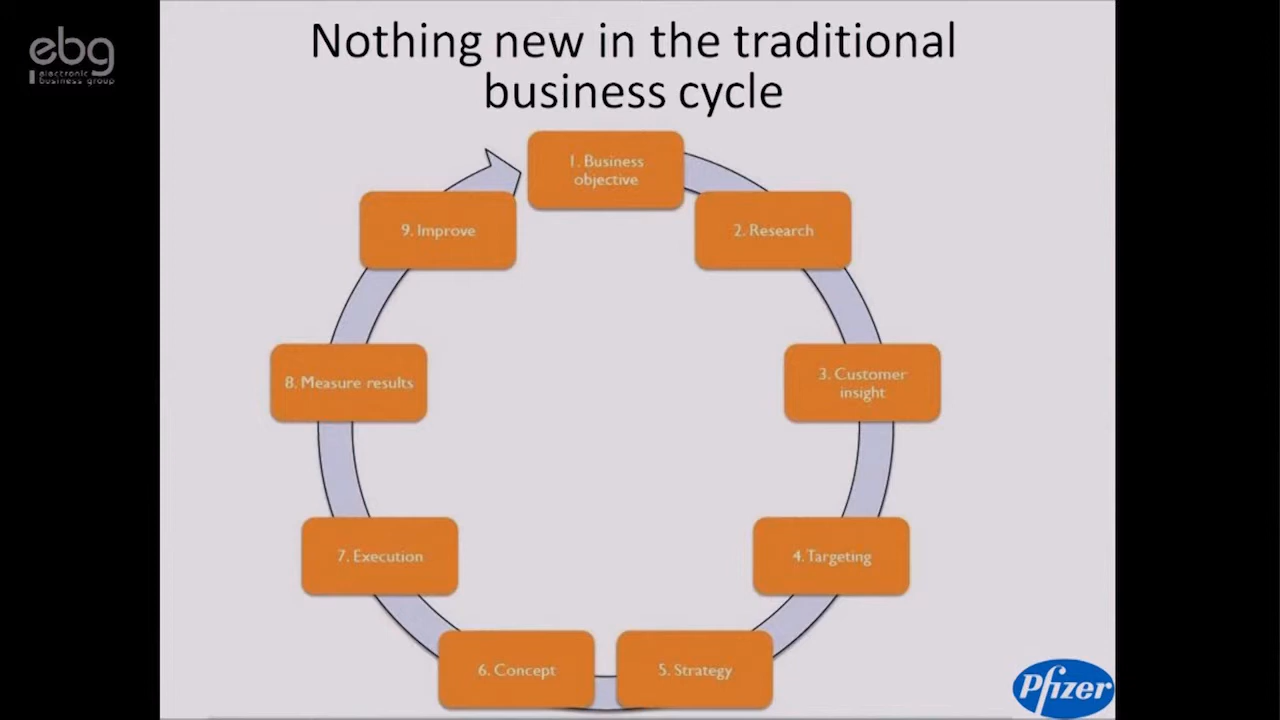 ebg
electronic
business group
Nothing new in the traditional
business cycle
1. Business
objective
2. Research
3. Customer
insight
4. Targeting
5. Strategy
6. Concept
7. Execution
8. Measure results
9. Improve
Pfizer